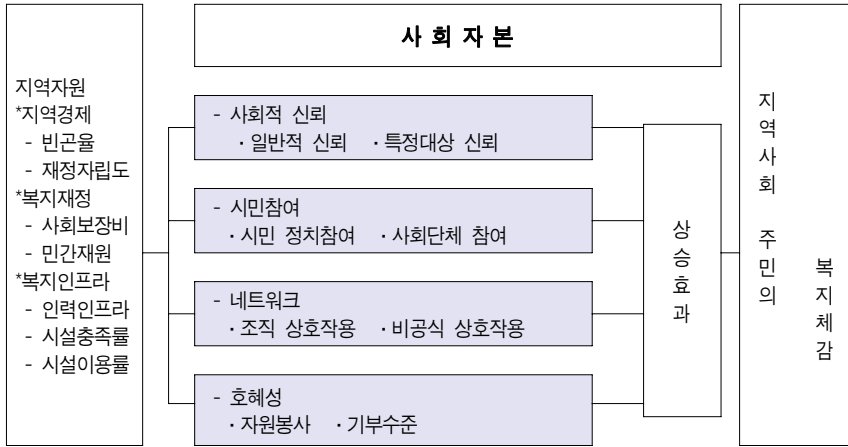 사 회 자 본
지역자원
*지역경제
- 빈곤율
- 재정자립도
*복지재정
- 사회보장비
- 민간재원
*복지인프라
- 인력인프라
- 시설충족률
- 시설이용률
- 사회적 신뢰
· 일반적 신뢰 · 특정대상 신뢰
- 시민참여
· 시민 정치참여 · 사회단체 참여
- 네트워크
· 조직 상호작용 · 비공식 상호작용
- 호혜성
· 자원봉사 · 기부수준
상승효과
지역사회 주민의
복지체감